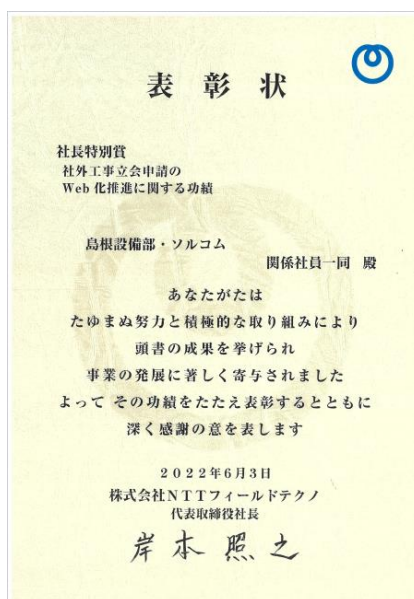 表彰状
社長特別賞
社外工事立会申請の
Web化推進に関する功績
島根設備部・ソルコム
関係社員一同 殿
あなたがたは
たゆまぬ努力と積極的な取り組みにより
頭書の成果を挙げられ
事業の発展に著しく寄与されました
よって その功績をたたえ表彰するとともに
深く感謝の意を表します
2022年6月3日
株式会社NTTフィールドテクノ
代表取締役社長
岸本照之